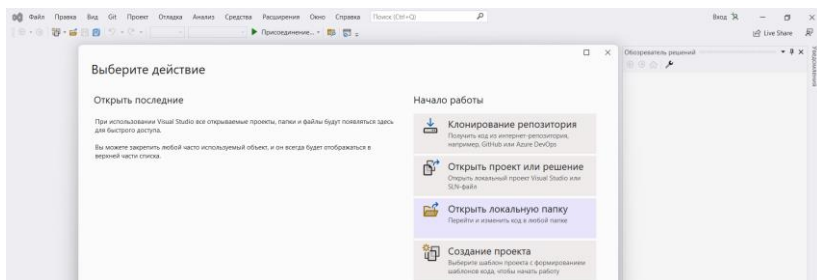 Файл Правка Вид Git Проект Отладка Анализ Средства Расширения Окно Справка Поиск (Ctrl+Q) Вход
Присоединение... Live Share
Обозреватель решений
Уведомления
Выберите действие
Открыть последние
При использовании Visual Studio все открываемые проекты, папки и файлы будут появляться здесь
для быстрого доступа.
Вы можете закрепить любой часто используемый объект, и он всегда будет отображаться в
верхней части списка.
Начало работы
Клонирование репозитория
Получить код из интернет-репозитория,
например, GitHub или Azure DevOps
Открыть проект или решение
Открыть локальный проект Visual Studio или
SLN-файл
Открыть локальную папку
Перейти и изменить код в любой папке
Создание проекта
Выберите шаблон проекта с формированием
шаблонов кода, чтобы начать работу